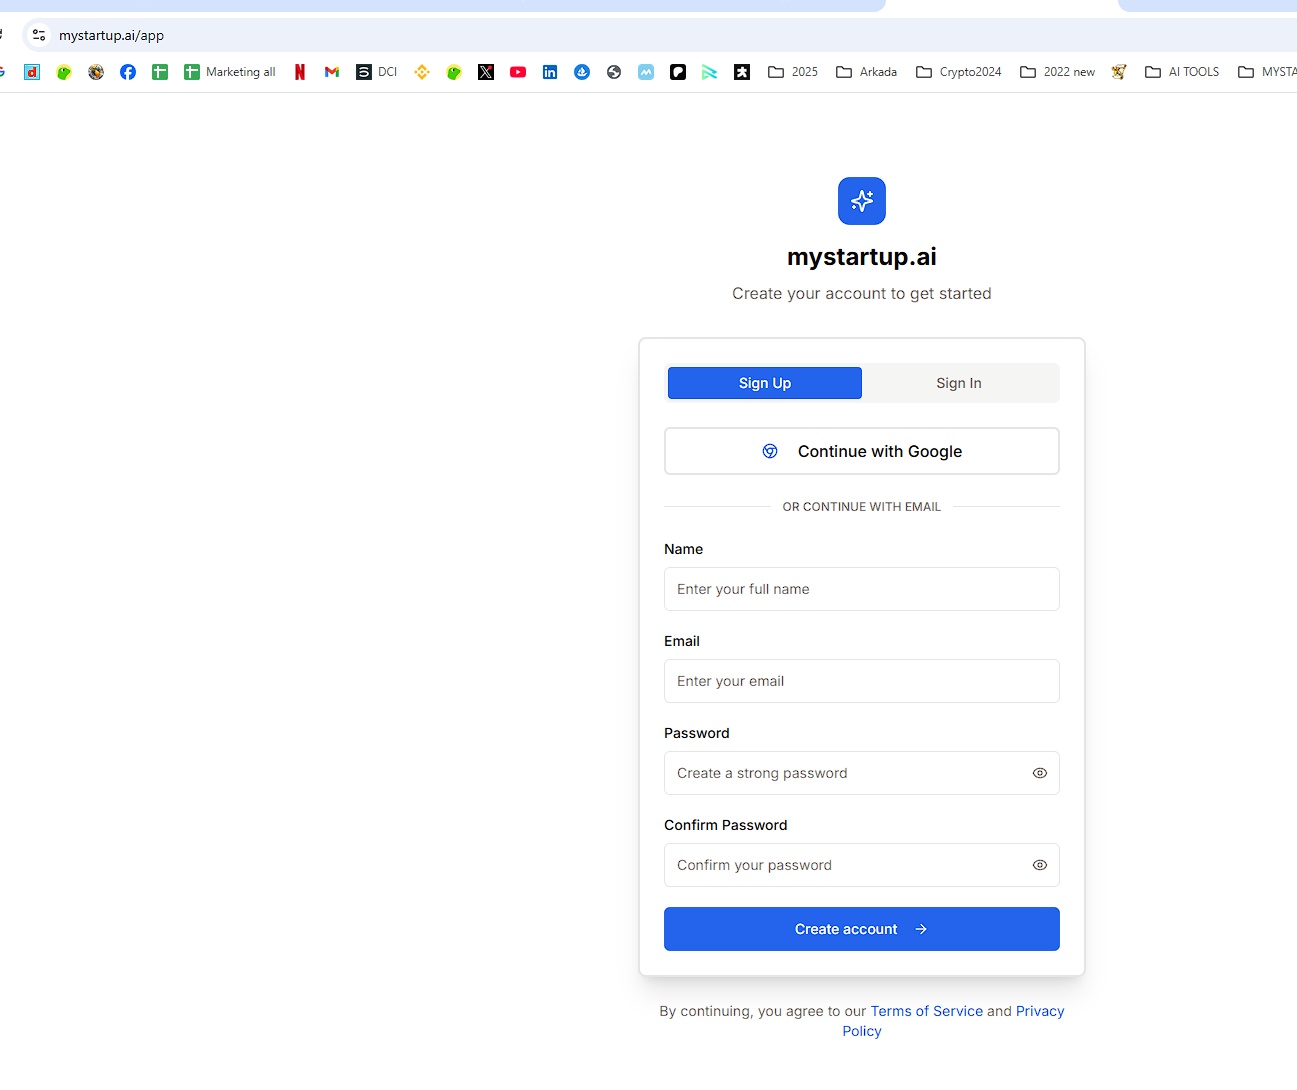 mystartup.ai/app
Marketing all DCI 2025 Arkada Crypto2024 2022 new AI TOOLS
mystartup.ai
Create your account to get started
Sign Up Sign In
Continue with Google
OR CONTINUE WITH EMAIL
Name
Enter your full name
Email
Enter your email
Password
Create a strong password
Confirm Password
Confirm your password
Create account →
By continuing, you agree to our Terms of Service and Privacy
Policy